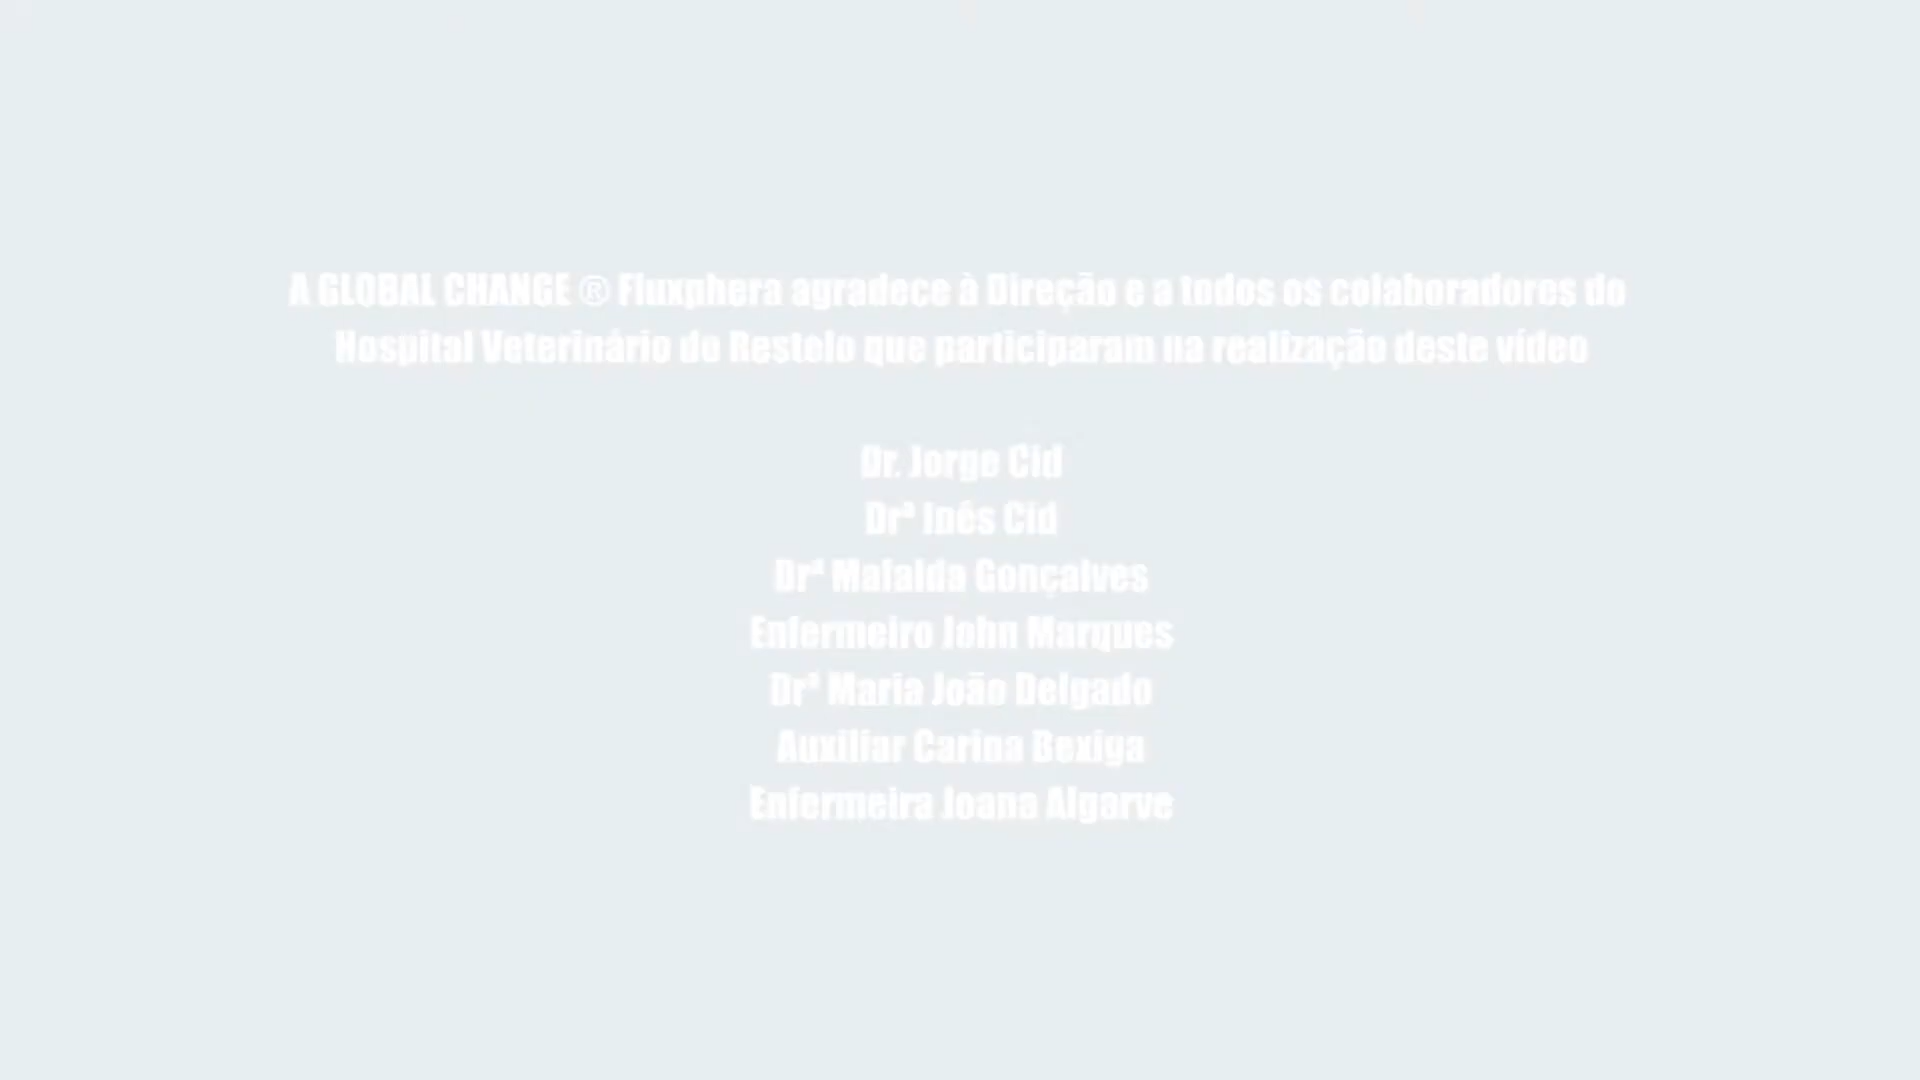 A GLOBAL CHANGE ® Fluxphera agradece à Direção e a todos os colaboradores do
Hospital Veterinário do Restelo que participaram na realização deste vídeo
Dr. Jorge Cid
Drª Inês Cid
Drª Mafalda Gonçalves
Enfermeiro John Marques
Drª Maria João Delgado
Auxiliar Carina Bexiga
Enfermeira Joana Algarve